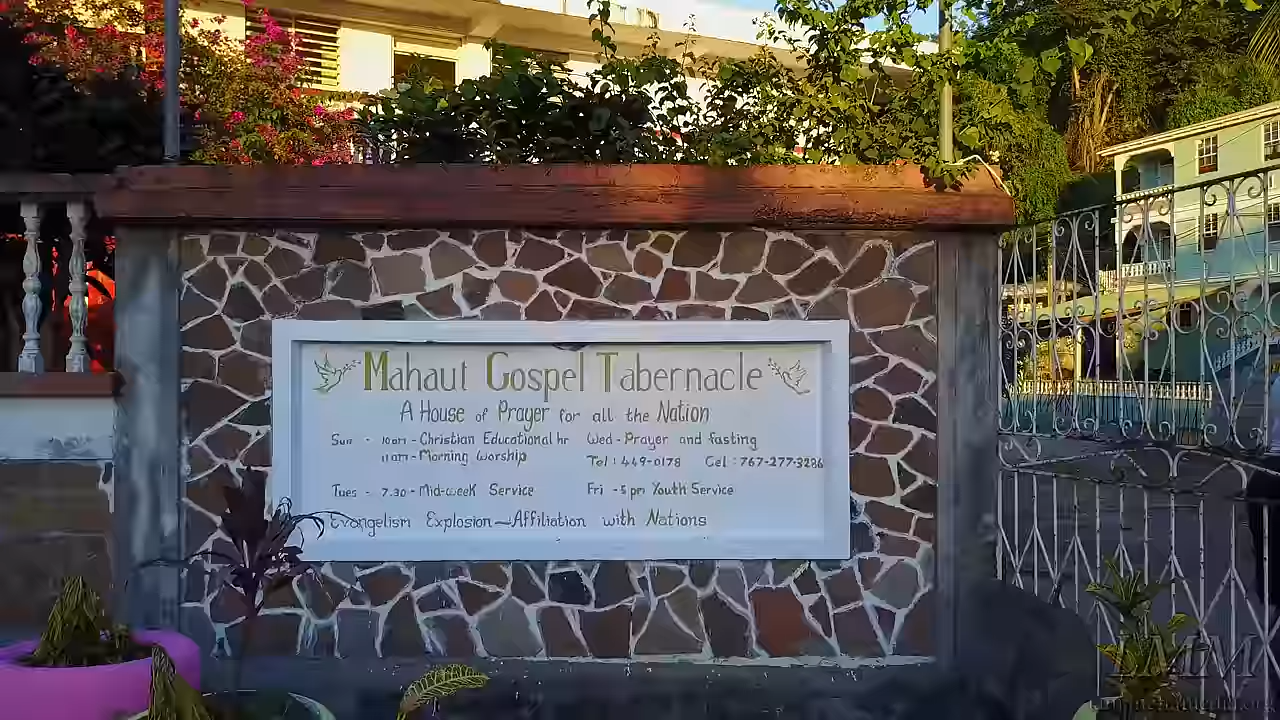 Mahaut Gospel Tabernacle
A House of Prayer for all the Nation
Sun - 10am - Christian Educational hr
11am - Morning Worship
Wed - Prayer and fasting
Tel: 449-0178 Cel: 767-277-3286
Tues - 7.30 - Mid-week Service
Fri - 5pm Youth Service
Evangelism Explosion - Affiliation with Nations
LMM